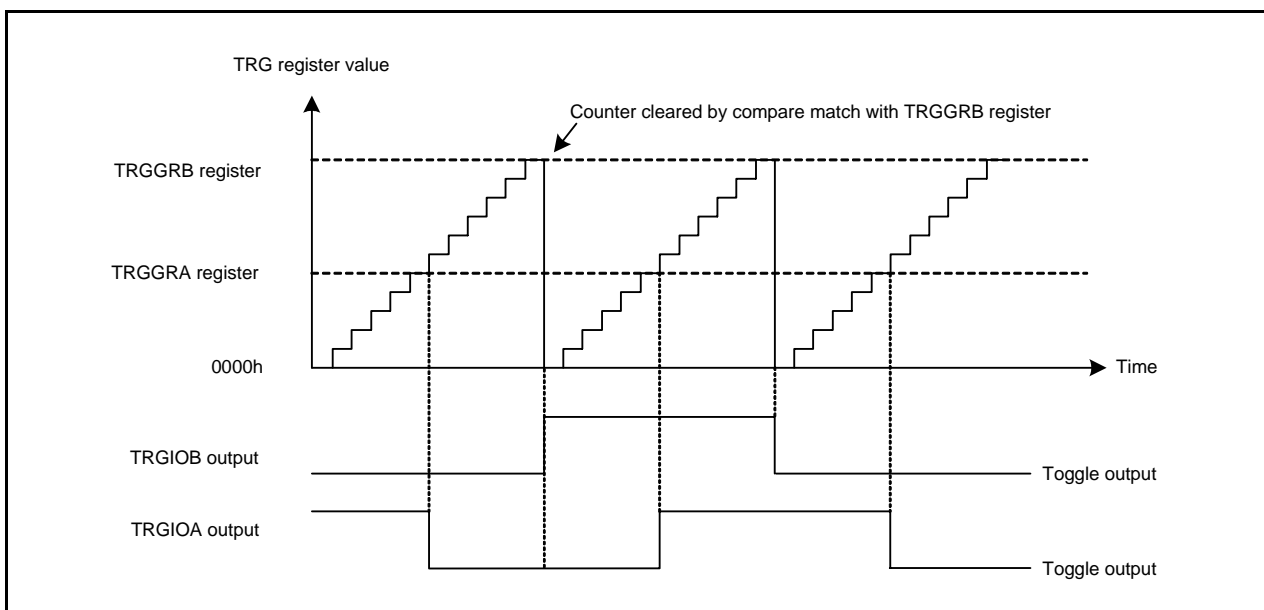 TRG register value
Counter cleared by compare match with TRGGRB register
TRGGRB register
TRGGRA register
0000h
Time
TRGIOB output
Toggle output
TRGIOA output
Toggle output